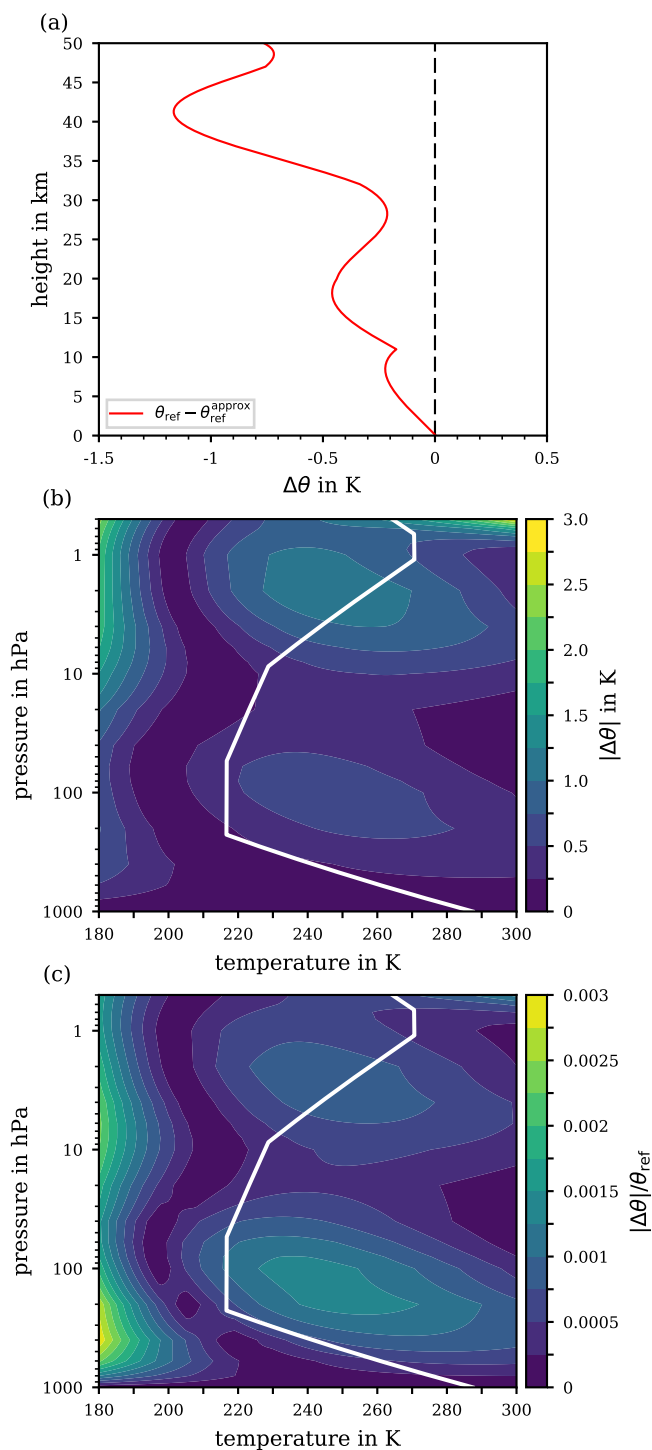 (a)
50
45
40
35
30
25
20
15
10
5
0
height in km
θref − θref^approx
-1.5 -1 -0.5 0 0.5
Δθ in K
(b)
1
10
100
1000
pressure in hPa
180 200 220 240 260 280 300
temperature in K
3.0
2.5
2.0
1.5
1.0
0.5
0
|Δθ| in K
(c)
1
10
100
1000
pressure in hPa
180 200 220 240 260 280 300
temperature in K
0.003
0.0025
0.002
0.0015
0.001
0.0005
0
|Δθ|/θref